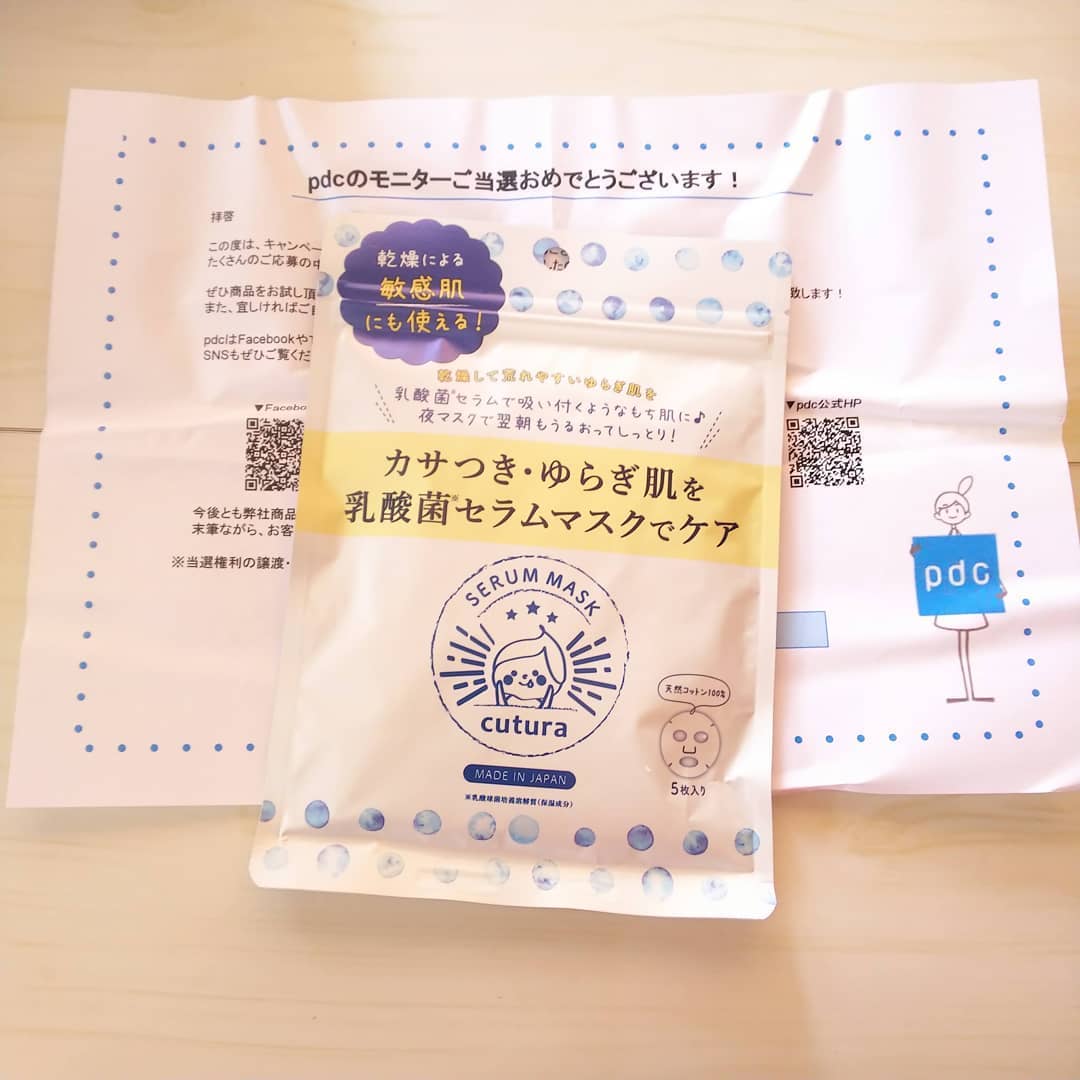 pdcのモニターご当選おめでとうございます！
拝啓
この度は、キャンペー
たくさんのご応募の中
ぜひ商品をお試し頂
致します！
また、宜しければご
pdcはFacebookや
SNSもぜひご覧くだ
▼Facebo
▼pdc公式HP
今後とも弊社商品
末筆ながら、お客
※当選権利の譲渡・
pdc
乾燥による
敏感肌
にも使える！
乾燥して荒れやすいゆらぎ肌を
乳酸菌※セラムで吸い付くようなもち肌に♪
夜マスクで翌朝もうるおってしっとり！
カサつき・ゆらぎ肌を
乳酸菌※セラムマスクでケア
SERUM MASK
cutura
MADE IN JAPAN
※乳酸球菌培養溶解質(保湿成分)
天然コットン100%
5枚入り